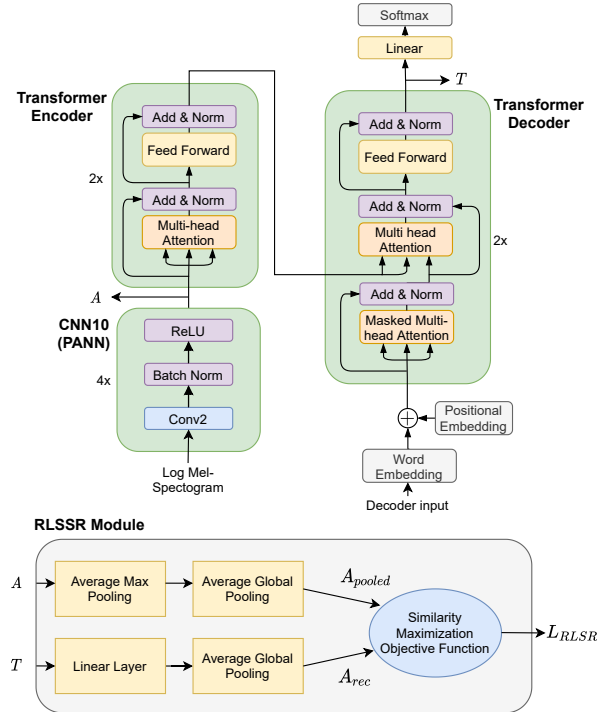 Softmax
Linear
T
Transformer
Encoder
Add & Norm
Feed Forward
2x
Add & Norm
Multi-head
Attention
A
CNN10
(PANN)
ReLU
4x
Batch Norm
Conv2
Log Mel-
Spectogram
Transformer
Decoder
Add & Norm
Feed Forward
Add & Norm
Multi head
Attention
2x
Add & Norm
Masked Multi-
head Attention
Positional
Embedding
Word
Embedding
Decoder input
RLSSR Module
A
Average Max
Pooling
Average Global
Pooling
A_pooled
Similarity
Maximization
Objective Function
L_RLSR
T
Linear Layer
Average Global
Pooling
A_rec